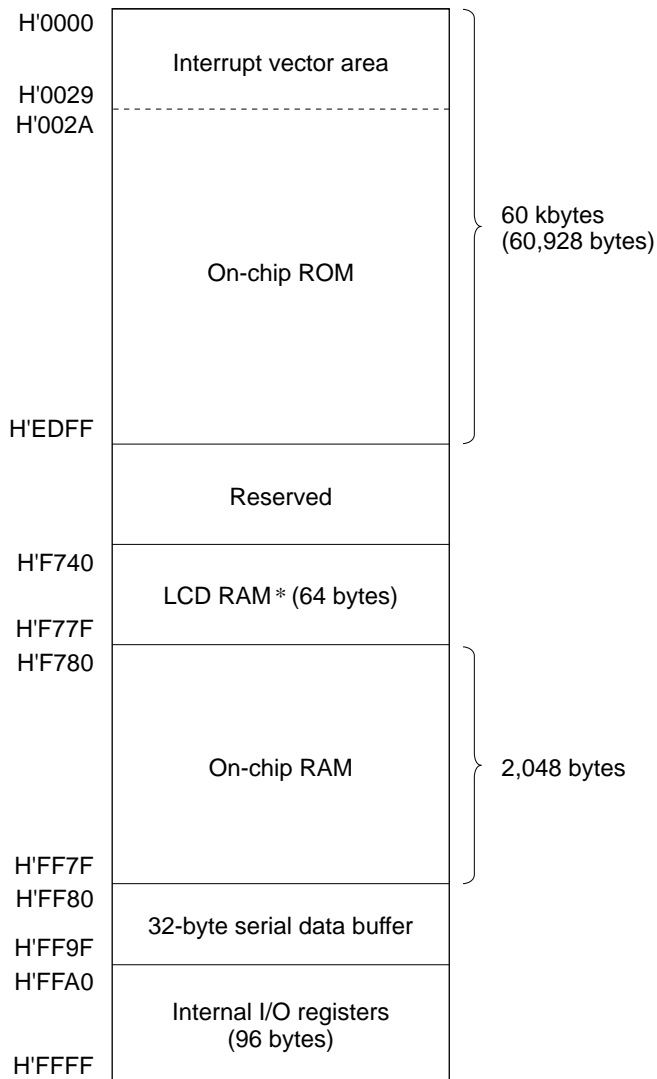 H'0000
Interrupt vector area
H'0029
H'002A
60 kbytes
(60,928 bytes)
On-chip ROM
H'EDFF
Reserved
H'F740
LCD RAM* (64 bytes)
H'F77F
H'F780
On-chip RAM
2,048 bytes
H'FF7F
H'FF80
32-byte serial data buffer
H'FF9F
H'FFA0
Internal I/O registers
(96 bytes)
H'FFFF